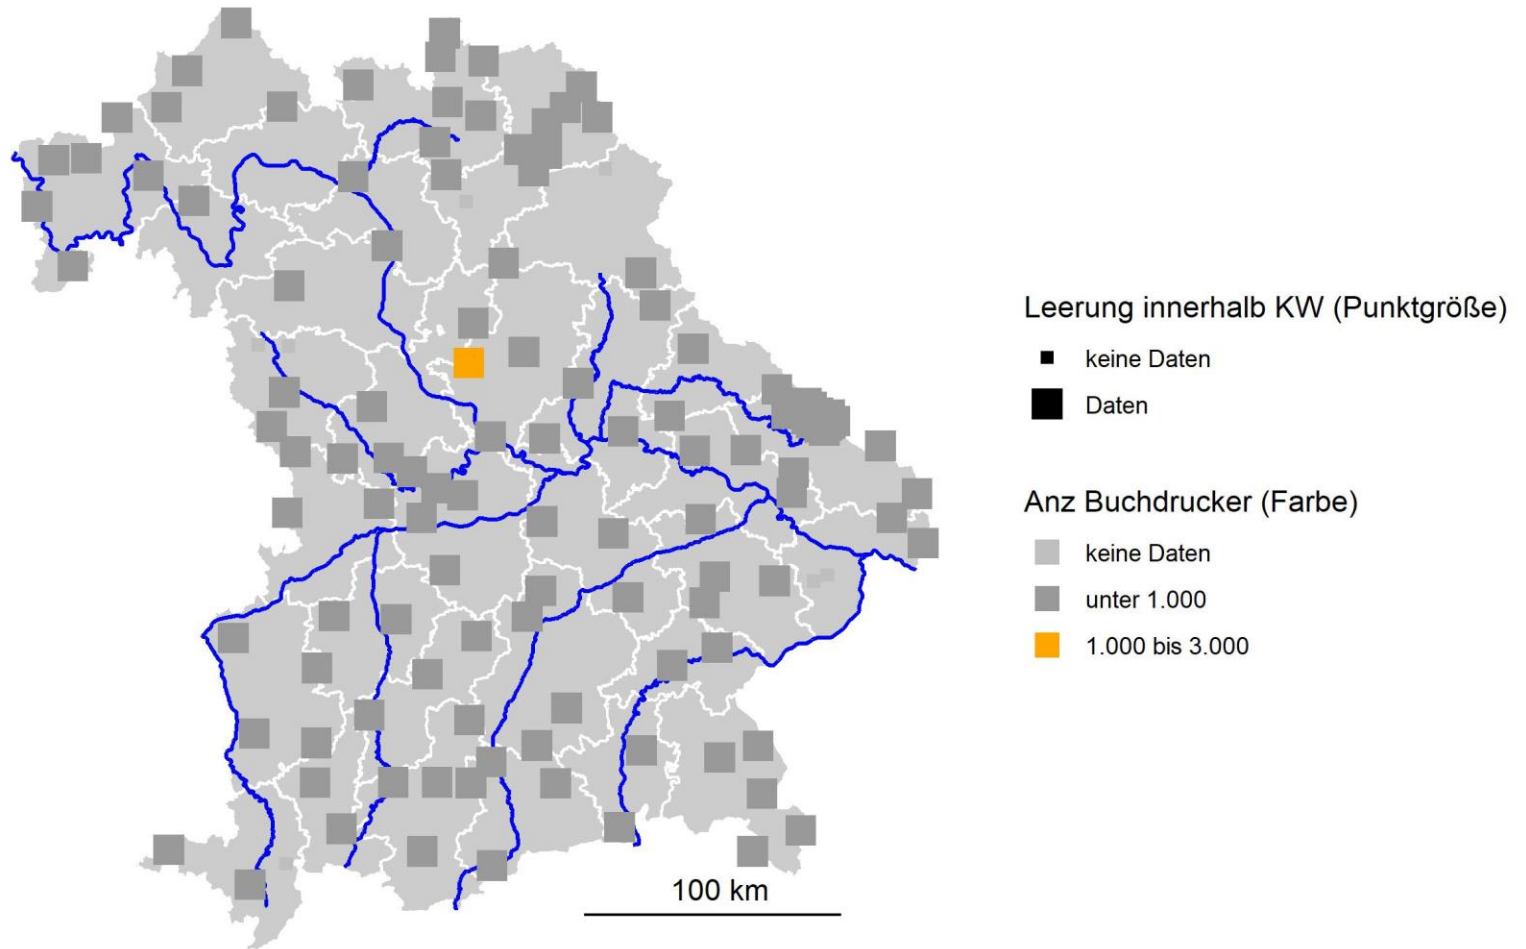 Leerung innerhalb KW (Punktgröße)
keine Daten
Daten
Anz Buchdrucker (Farbe)
keine Daten
unter 1.000
1.000 bis 3.000
100 km